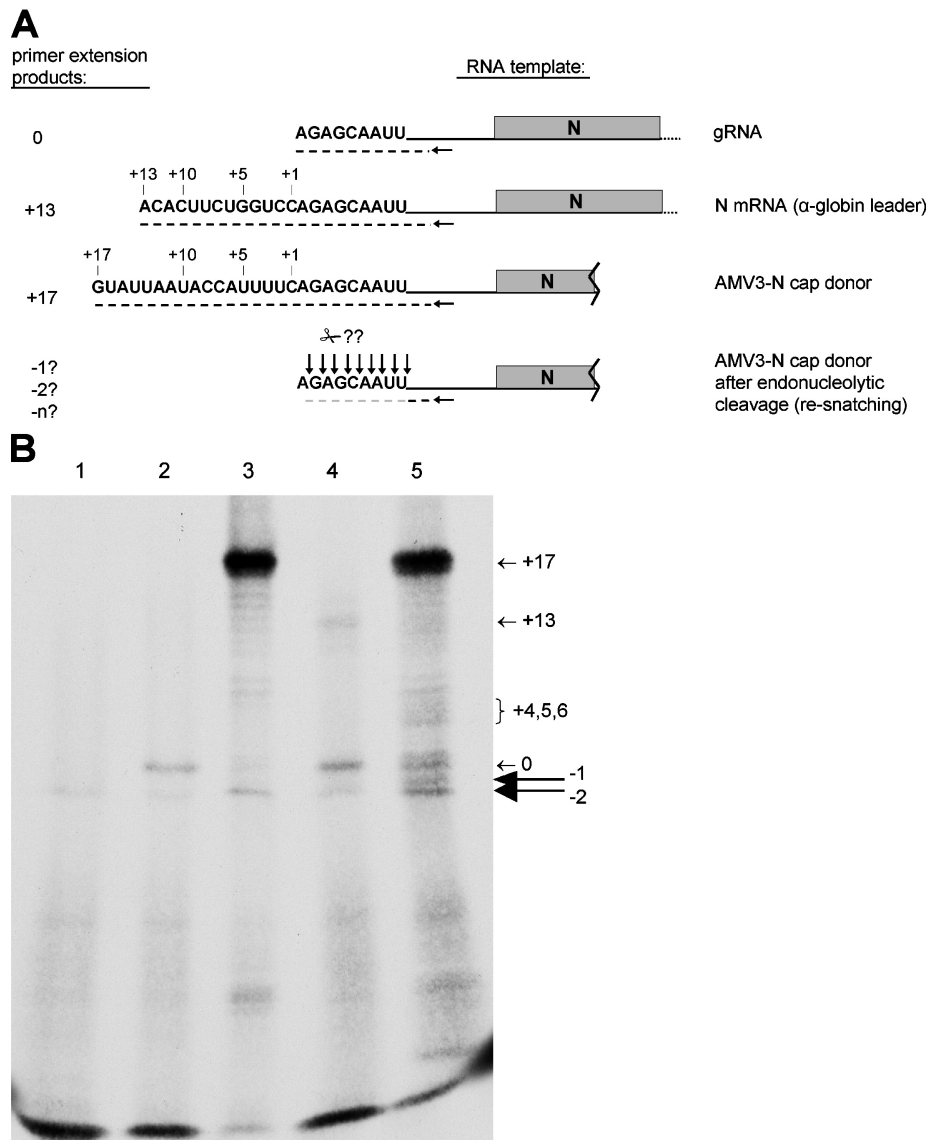 A
primer extension
products:
RNA template:
0
AGAGCAAUU
N
gRNA
+13 +10 +5 +1
+13
ACACUUCUGGUCCAGAGCAAUU
N
N mRNA (α-globin leader)
+17 +10 +5 +1
+17
GUAUUAAUACCAUUUUCAGAGCAAUU
N
AMV3-N cap donor
??
-1?
-2?
-n?
AGAGCAAUU
N
AMV3-N cap donor
after endonucleolytic
cleavage (re-snatching)
B
1 2 3 4 5
+17
+13
+4,5,6
0
-1
-2